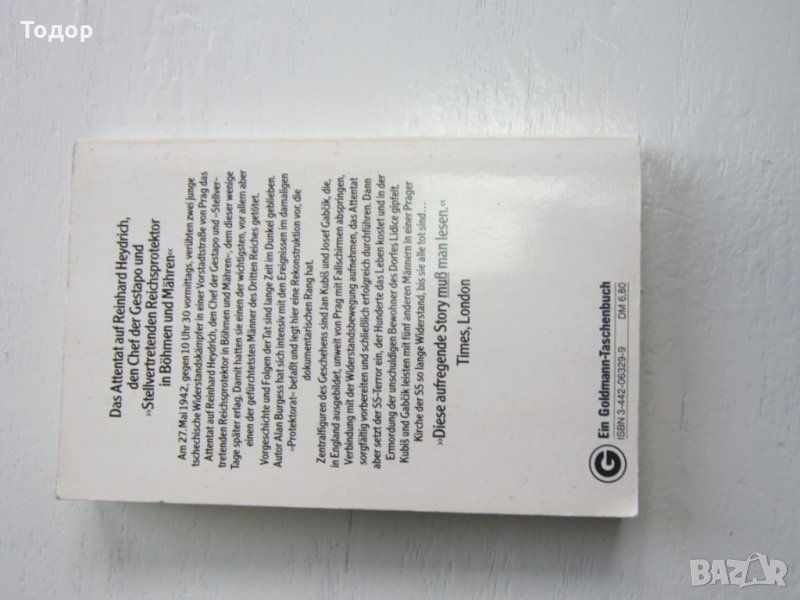 Тодор
Das Attentat auf Reinhard Heydrich,
den Chef der Gestapo und
»Stellvertretenden Reichsprotektor
in Böhmen und Mähren«
Am 27. Mai 1942, gegen 10 Uhr 30 vormittags, verübten zwei junge
tschechische Widerstandskämpfer in einer Vorstadtstraße von Prag das
Attentat auf Reinhard Heydrich, den Chef der Gestapo und »Stellver-
tretenden Reichsprotektor in Böhmen und Mähren«, dem dieser wenige
Tage später erlag. Damit hatten sie einen der wichtigsten, vor allem aber
einen der gefürchtetsten Männer des Dritten Reiches getötet.
Vorgeschichte und Folgen der Tat sind lange Zeit im Dunkel geblieben.
Autor Alan Burgess hat sich intensiv mit den Ereignissen im damaligen
»Protektorat« befaßt und legt hier eine Rekonstruktion vor, die
dokumentarischen Rang hat.
Zentralfiguren des Geschehens sind Jan Kubiš und Josef Gabčik, die,
in England ausgebildet, unweit von Prag mit Fallschirmen abspringen,
Verbindung mit der Widerstandsbewegung aufnehmen, das Attentat
sorgfältig vorbereiten und schließlich erfolgreich durchführen. Dann
aber setzt der SS-Terror ein, der Hunderte das Leben kostet und in der
Ermordung der unschuldigen Bewohner des Dorfes Lidice gipfelt.
Kubiš und Gabčik leisten mit fünf anderen Männern in einer Prager
Kirche der SS so lange Widerstand, bis sie alle tot sind ...
»Diese aufregende Story muß man lesen.«
Times, London
G Ein Goldmann-Taschenbuch
ISBN 3-442-06329-9 DM 6,80
BAZAR